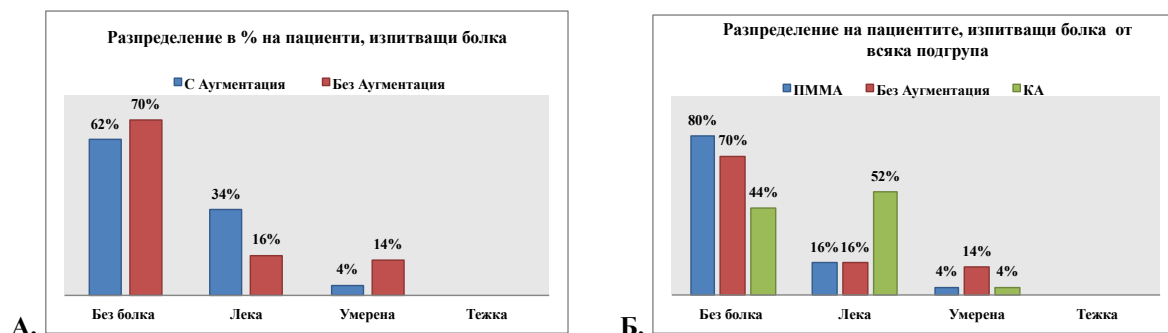 Разпределение в % на пациенти, изпитващи болка
С Аугментация Без Аугментация
62% 70%
34% 16%
4% 14%
Без болка Лека Умерена Тежка
А.
Разпределение на пациентите, изпитващи болка от
всяка подгрупа
ПММА Без Аугментация КА
80% 70% 44%
16% 16% 52%
4% 14% 4%
Без болка Лека Умерена Тежка
Б.